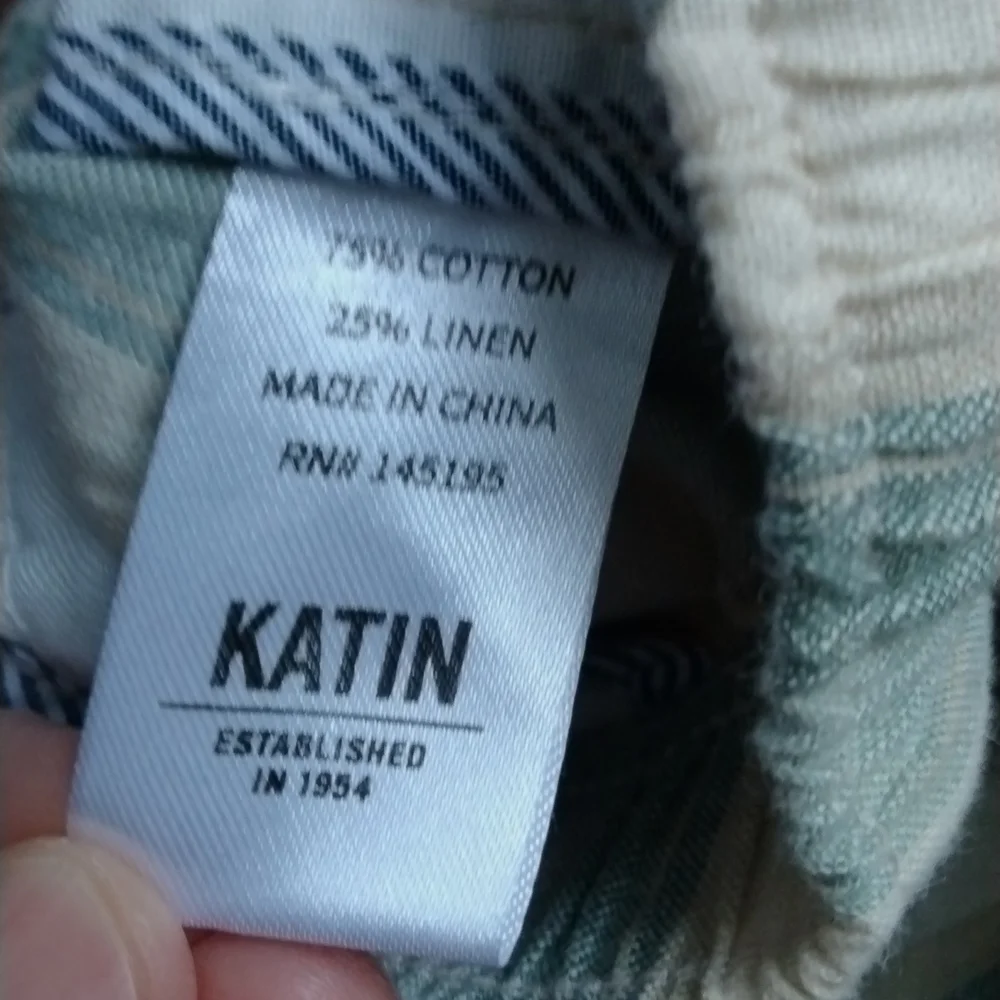 75% COTTON
25% LINEN
MADE IN CHINA
RN# 145195
KATIN
ESTABLISHED
IN 1954